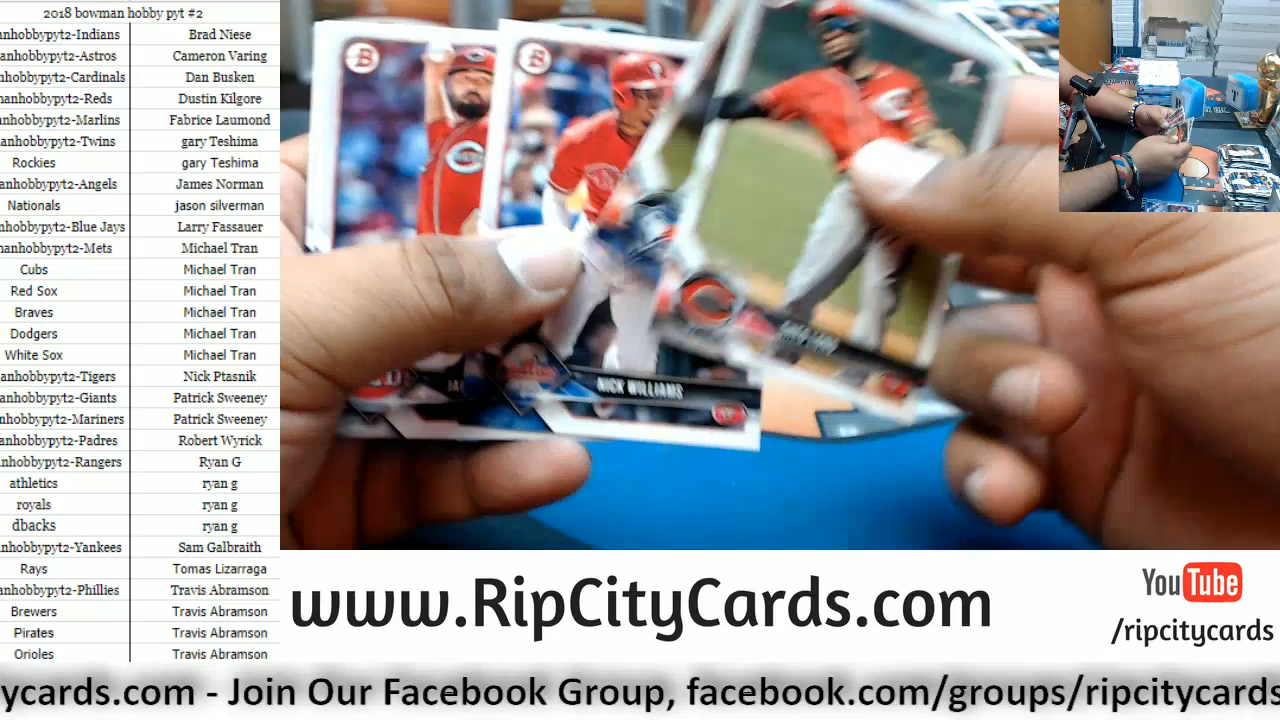 2018 bowman hobby pyt #2
nhobbypyt2-Indians Brad Niese
anhobbypyt2-Astros Cameron Varing
hobbypyt2-Cardinals Dan Busken
manhobbypyt2-Reds Dustin Kilgore
anhobbypyt2-Marlins Fabrice Laumond
anhobbypyt2-Twins gary Teshima
Rockies gary Teshima
anhobbypyt2-Angels James Norman
Nationals jason silverman
nhobbypyt2-Blue Jays Larry Fassauer
manhobbypyt2-Mets Michael Tran
Cubs Michael Tran
Red Sox Michael Tran
Braves Michael Tran
Dodgers Michael Tran
White Sox Michael Tran
anhobbypyt2-Tigers Nick Ptasnik
anhobbypyt2-Giants Patrick Sweeney
nhobbypyt2-Mariners Patrick Sweeney
anhobbypyt2-Padres Robert Wyrick
nhobbypyt2-Rangers Ryan G
athletics ryan g
royals ryan g
dbacks ryan g
nhobbypyt2-Yankees Sam Galbraith
Rays Tomas Lizarraga
anhobbypyt2-Phillies Travis Abramson
Brewers Travis Abramson
Pirates Travis Abramson
Orioles Travis Abramson
B
B
NICK WILLIAMS
www.RipCityCards.com
YouTube
/ripcitycards
ycards.com - Join Our Facebook Group, facebook.com/groups/ripcitycards